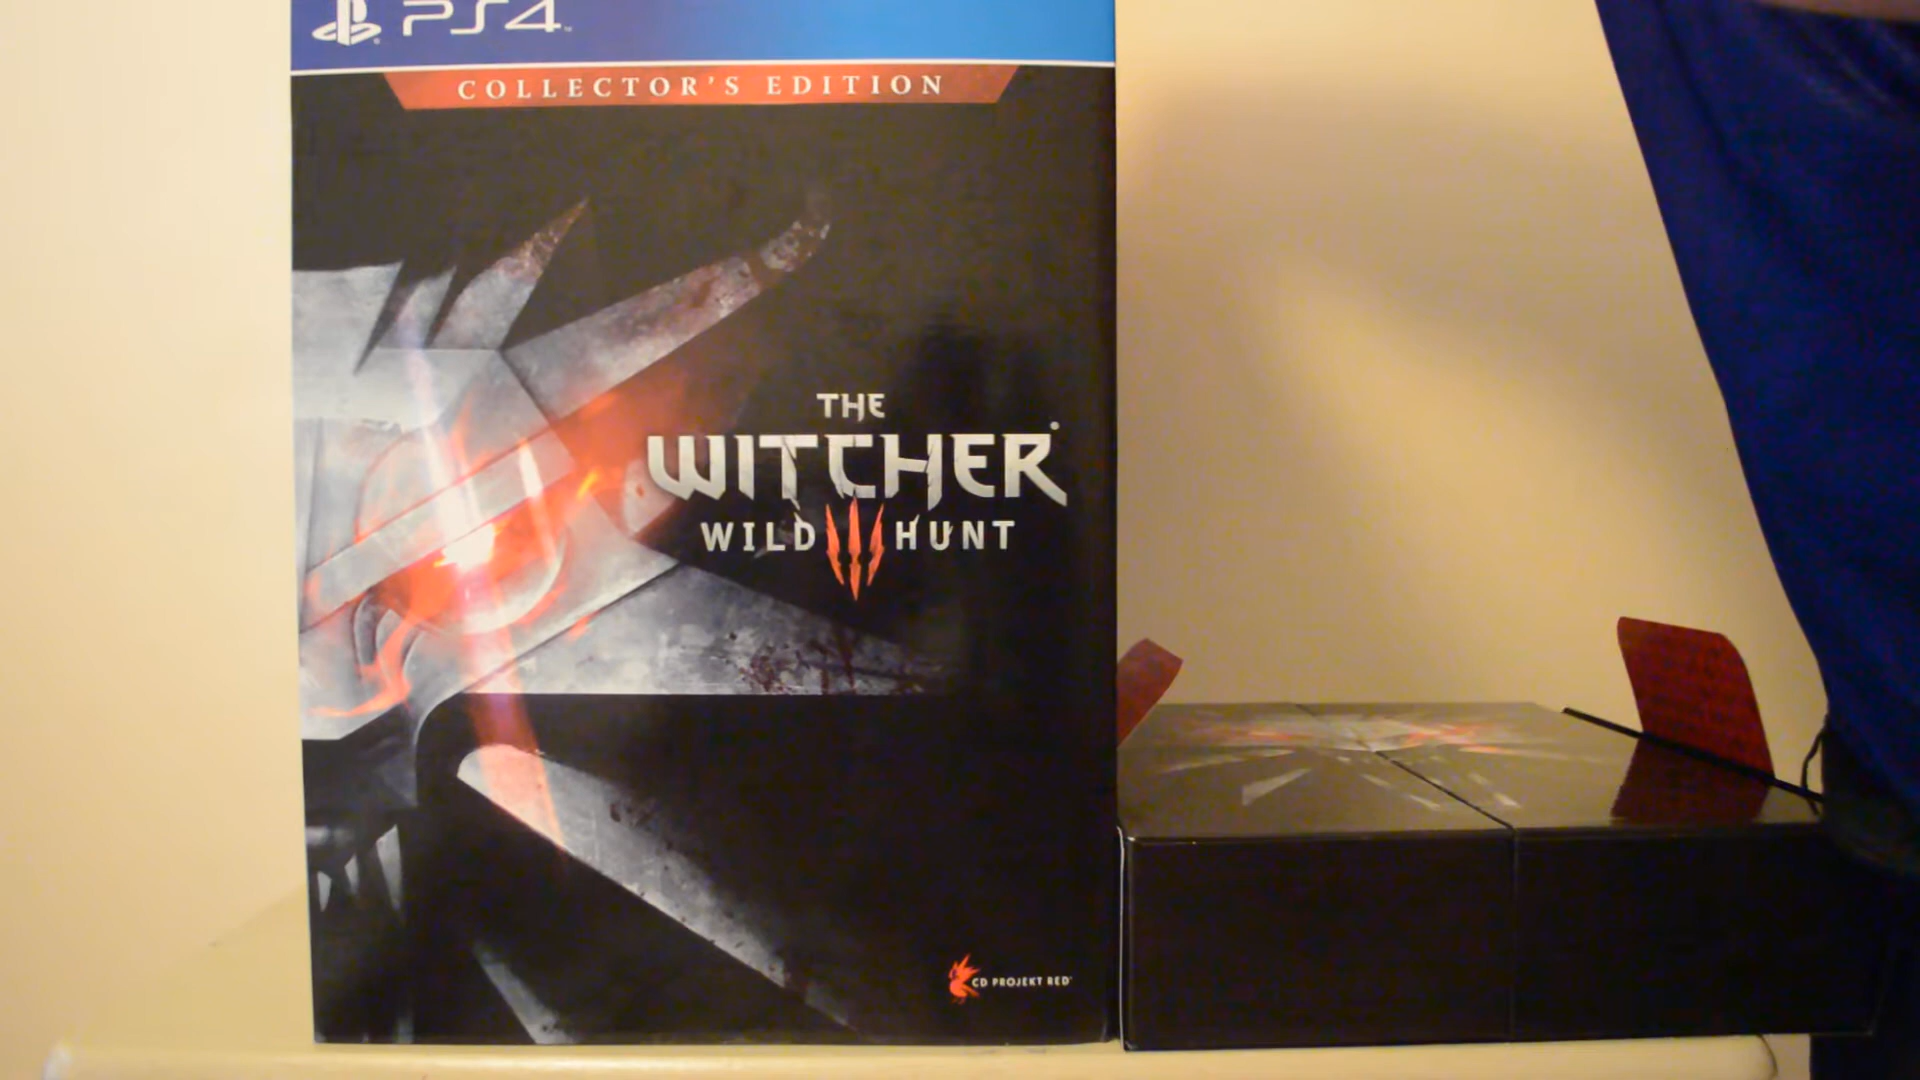 PS4
COLLECTOR'S EDITION
THE
WITCHER
WILD HUNT
CD PROJEKT RED